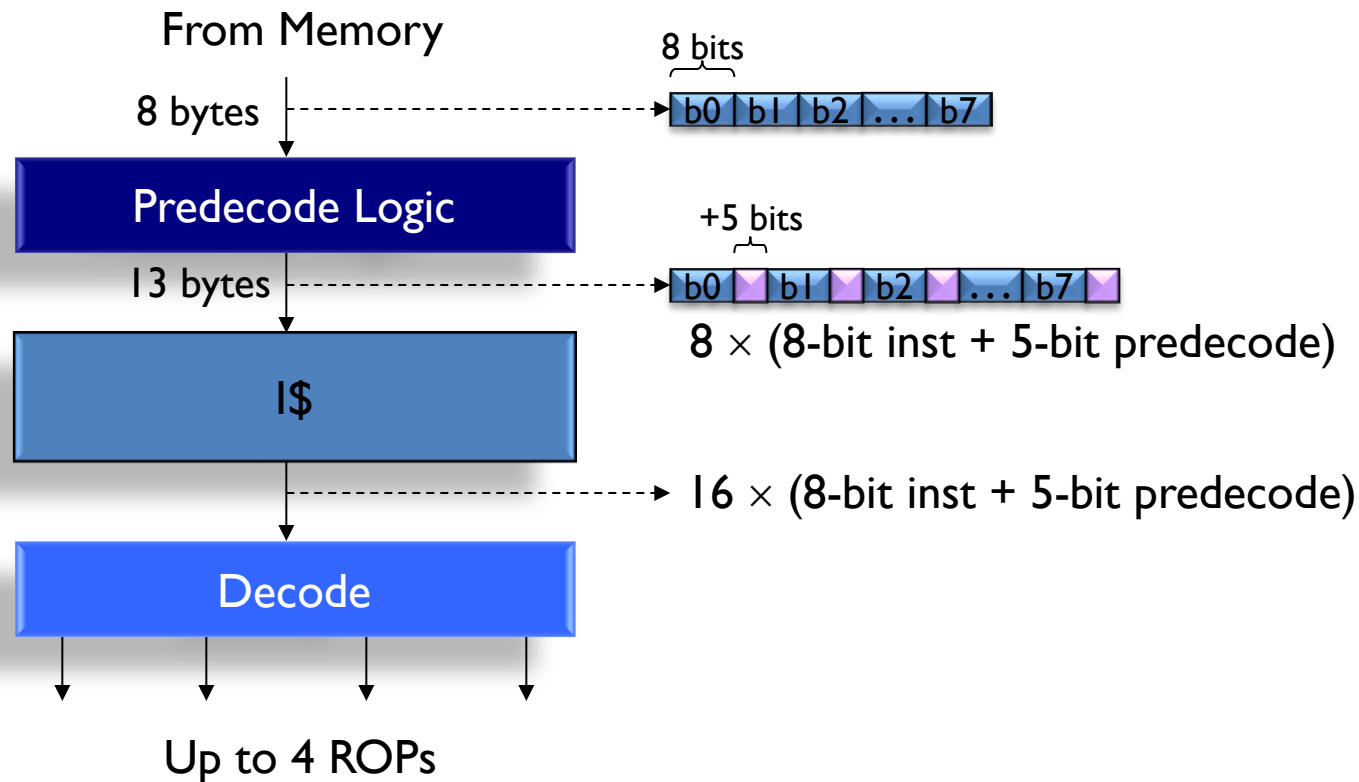 From Memory
8 bits
8 bytes
b0 b1 b2 ... b7
Predecode Logic
+5 bits
13 bytes
b0 b1 b2 ... b7
8 × (8-bit inst + 5-bit predecode)
I$
16 × (8-bit inst + 5-bit predecode)
Decode
Up to 4 ROPs